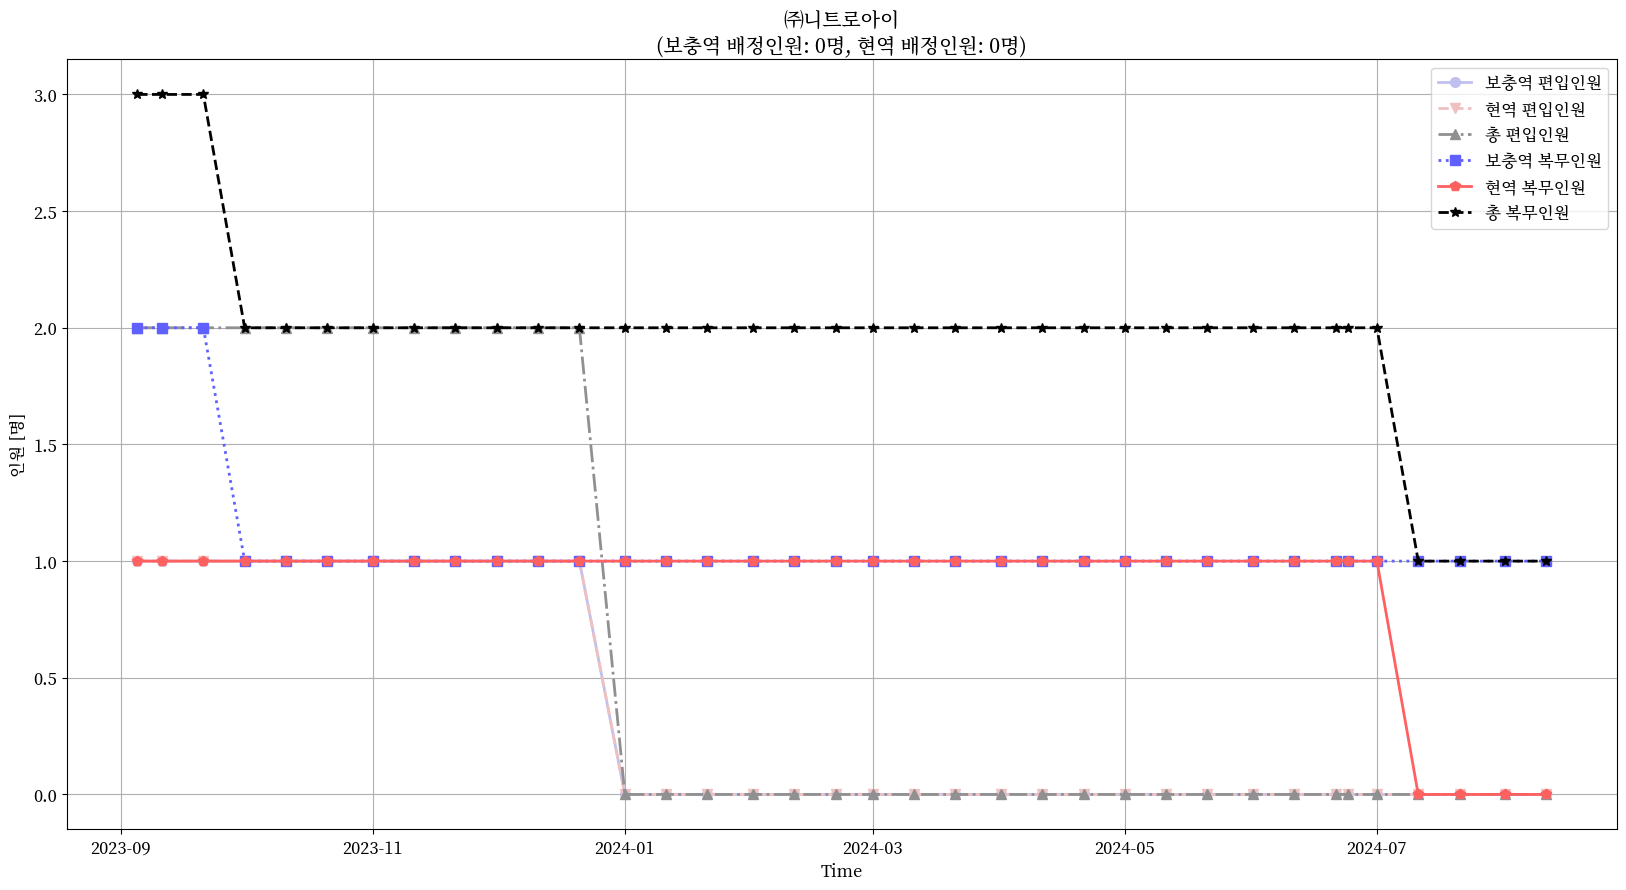 ㈜니트로아이
(보충역 배정인원: 0명, 현역 배정인원: 0명)
보충역 편입인원
현역 편입인원
총 편입인원
보충역 복무인원
현역 복무인원
총 복무인원
인원 [명]
3.0
2.5
2.0
1.5
1.0
0.5
0.0
2023-09
2023-11
2024-01
2024-03
2024-05
2024-07
Time